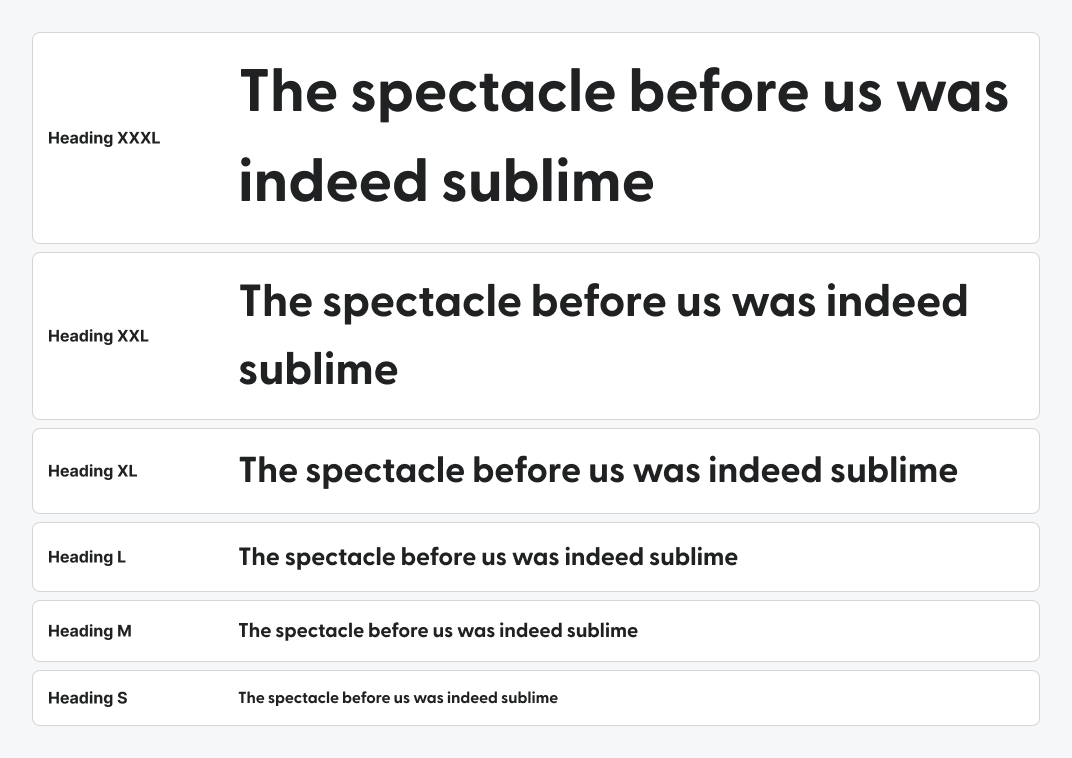 Heading XXXL
The spectacle before us was
indeed sublime
Heading XXL
The spectacle before us was indeed
sublime
Heading XL
The spectacle before us was indeed sublime
Heading L
The spectacle before us was indeed sublime
Heading M
The spectacle before us was indeed sublime
Heading S
The spectacle before us was indeed sublime